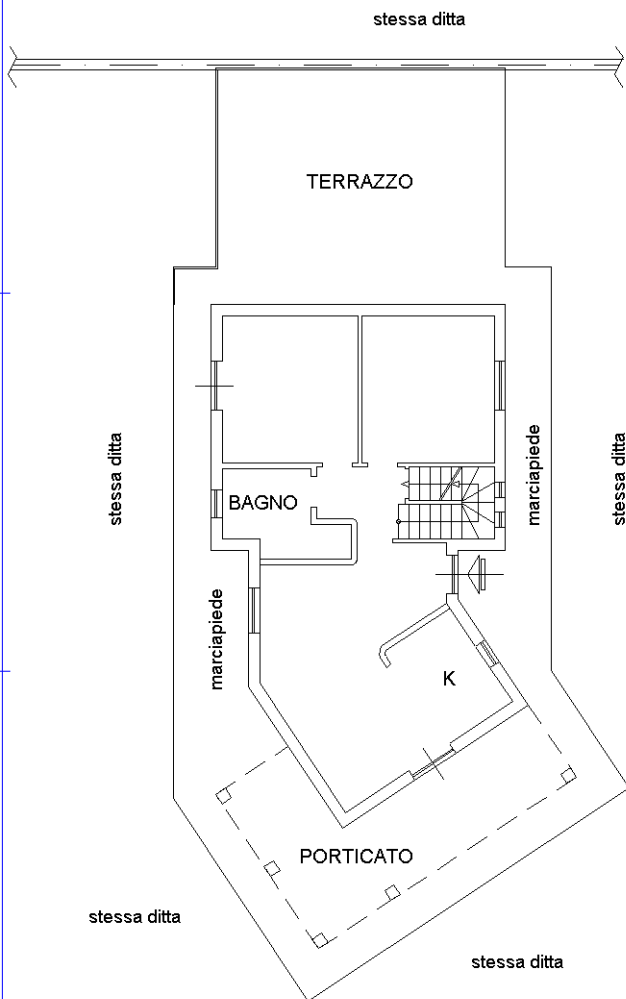 stessa ditta
TERRAZZO
stessa ditta
marciapiede
stessa ditta
BAGNO
marciapiede
K
PORTICATO
stessa ditta
stessa ditta